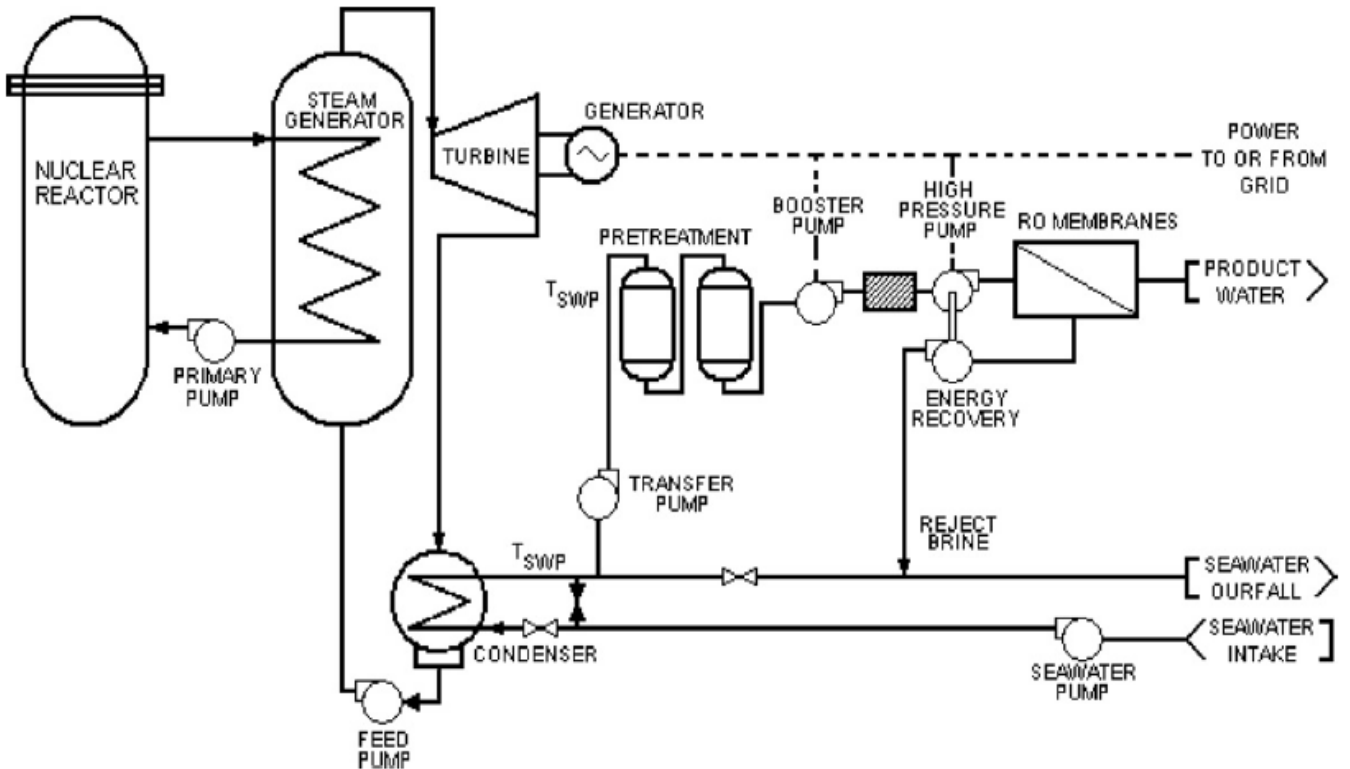 STEAM
GENERATOR
NUCLEAR
REACTOR
TURBINE
GENERATOR
POWER
TO OR FROM
GRID
BOOSTER
PUMP
HIGH
PRESSURE
PUMP
RO MEMBRANES
PRETREATMENT
TSWP
PRODUCT
WATER
PRIMARY
PUMP
ENERGY
RECOVERY
TRANSFER
PUMP
REJECT
BRINE
TSWP
SEAWATER
OURFALL
CONDENSER
SEAWATER
INTAKE
SEAWATER
PUMP
FEED
PUMP